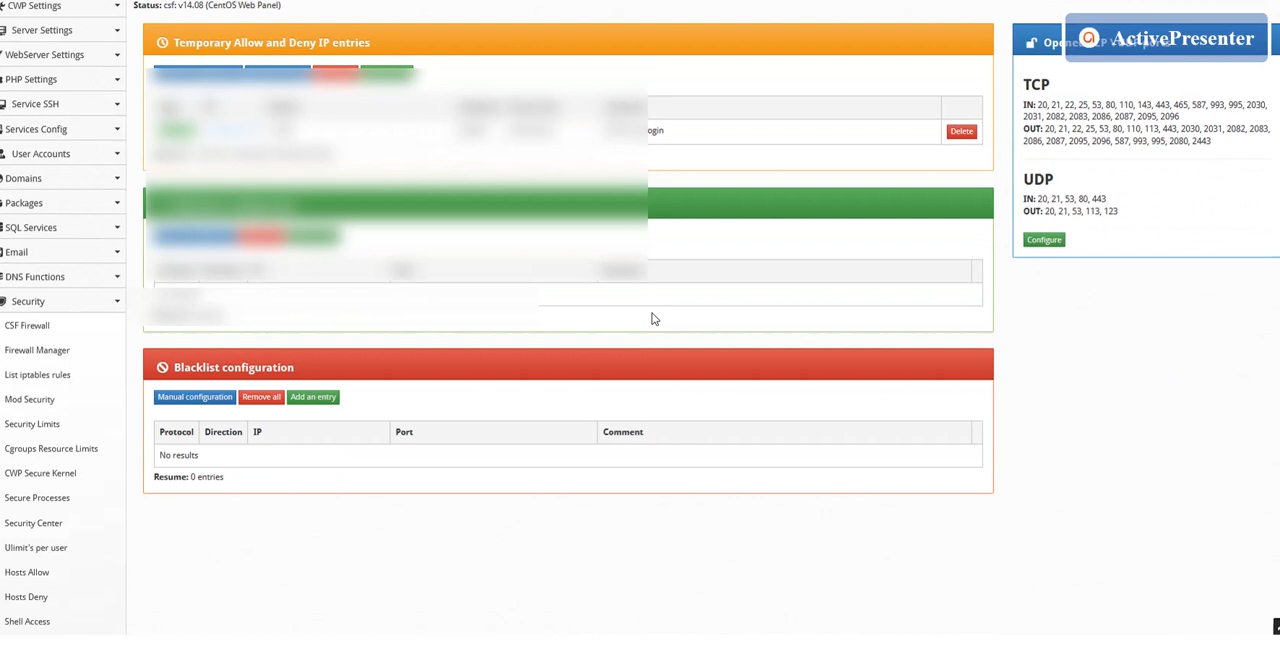 CWP Settings
Status: csf: v14.08 (CentOS Web Panel)
Server Settings
WebServer Settings
PHP Settings
Service SSH
Services Config
User Accounts
Domains
Packages
SQL Services
Email
DNS Functions
Security
CSF Firewall
Firewall Manager
List iptables rules
Mod Security
Security Limits
Cgroups Resource Limits
CWP Secure Kernel
Secure Processes
Security Center
Ulimit's per user
Hosts Allow
Hosts Deny
Shell Access
Temporary Allow and Deny IP entries
ogin
Delete
Blacklist configuration
Manual configuration Remove all Add an entry
Protocol Direction IP Port Comment
No results
Resume: 0 entries
ActivePresenter
TCP
IN: 20, 21, 22, 25, 53, 80, 110, 143, 443, 465, 587, 993, 995, 2030,
2031, 2082, 2083, 2086, 2087, 2095, 2096
OUT: 20, 21, 22, 25, 53, 80, 110, 113, 443, 2030, 2031, 2082, 2083,
2086, 2087, 2095, 2096, 587, 993, 995, 2080, 2443
UDP
IN: 20, 21, 53, 80, 443
OUT: 20, 21, 53, 113, 123
Configure